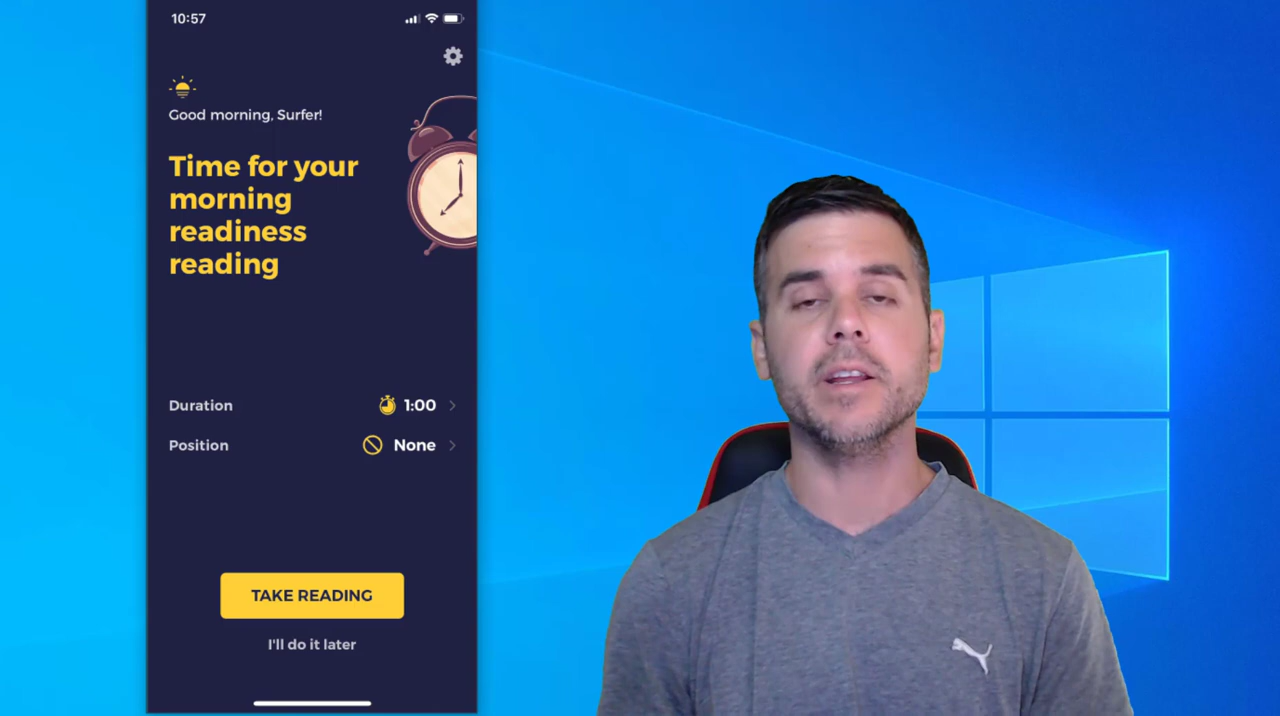 10:57
Good morning, Surfer!
Time for your
morning
readiness
reading
Duration 1:00
Position None
TAKE READING
I'll do it later